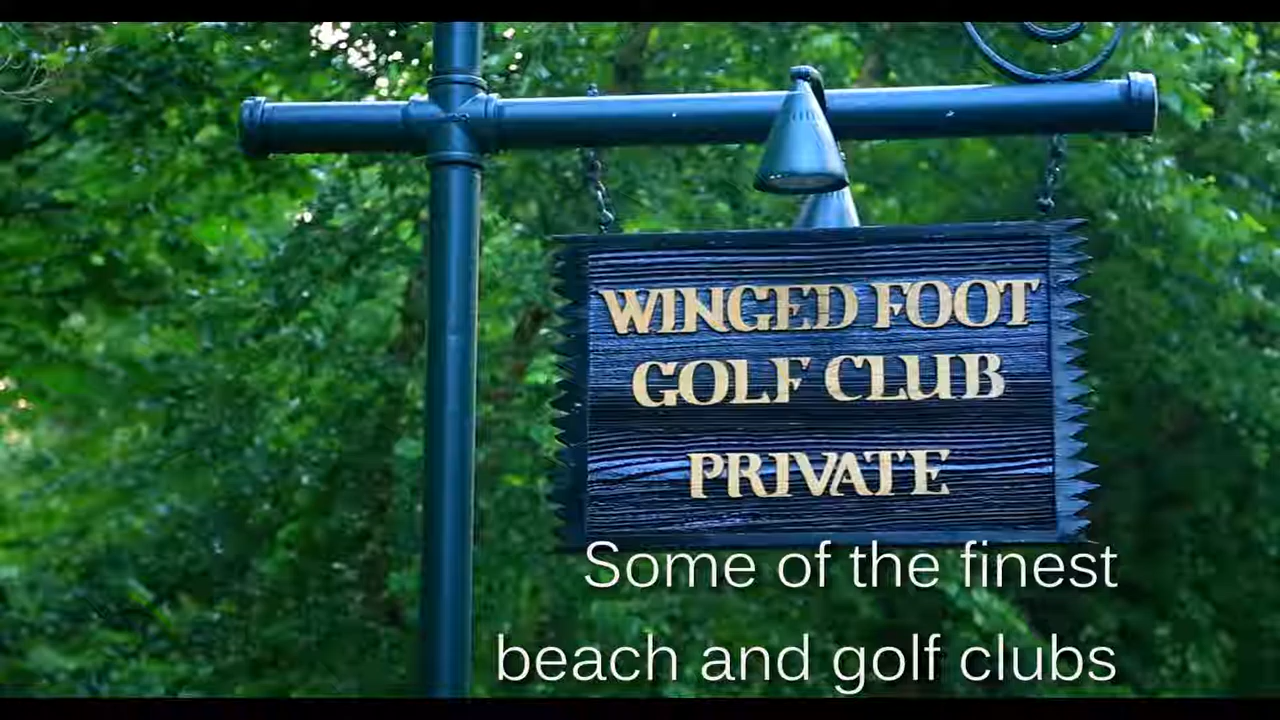 WINGED FOOT
GOLF CLUB
PRIVATE
Some of the finest
beach and golf clubs